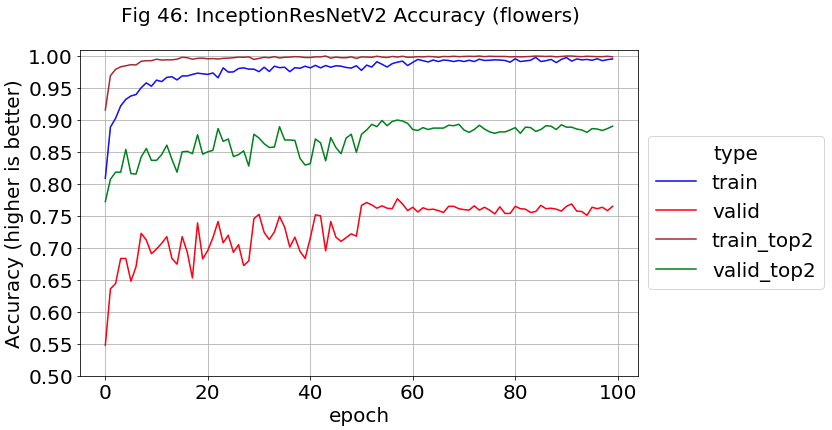 Fig 46: InceptionResNetV2 Accuracy (flowers)
Accuracy (higher is better)
1.00
0.95
0.90
0.85
0.80
0.75
0.70
0.65
0.60
0.55
0.50
0 20 40 60 80 100
epoch
type
train
valid
train_top2
valid_top2